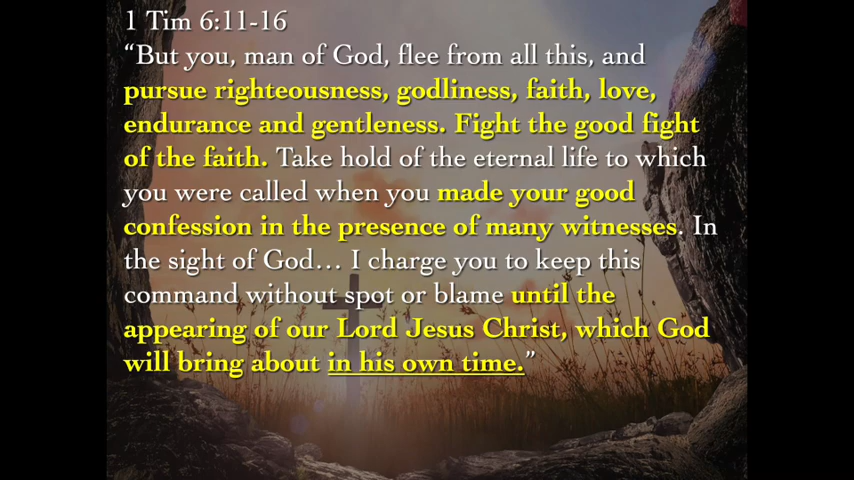 1 Tim 6:11-16
“But you, man of God, flee from all this, and
pursue righteousness, godliness, faith, love,
endurance and gentleness. Fight the good fight
of the faith. Take hold of the eternal life to which
you were called when you made your good
confession in the presence of many witnesses. In
the sight of God… I charge you to keep this
command without spot or blame until the
appearing of our Lord Jesus Christ, which God
will bring about in his own time.”